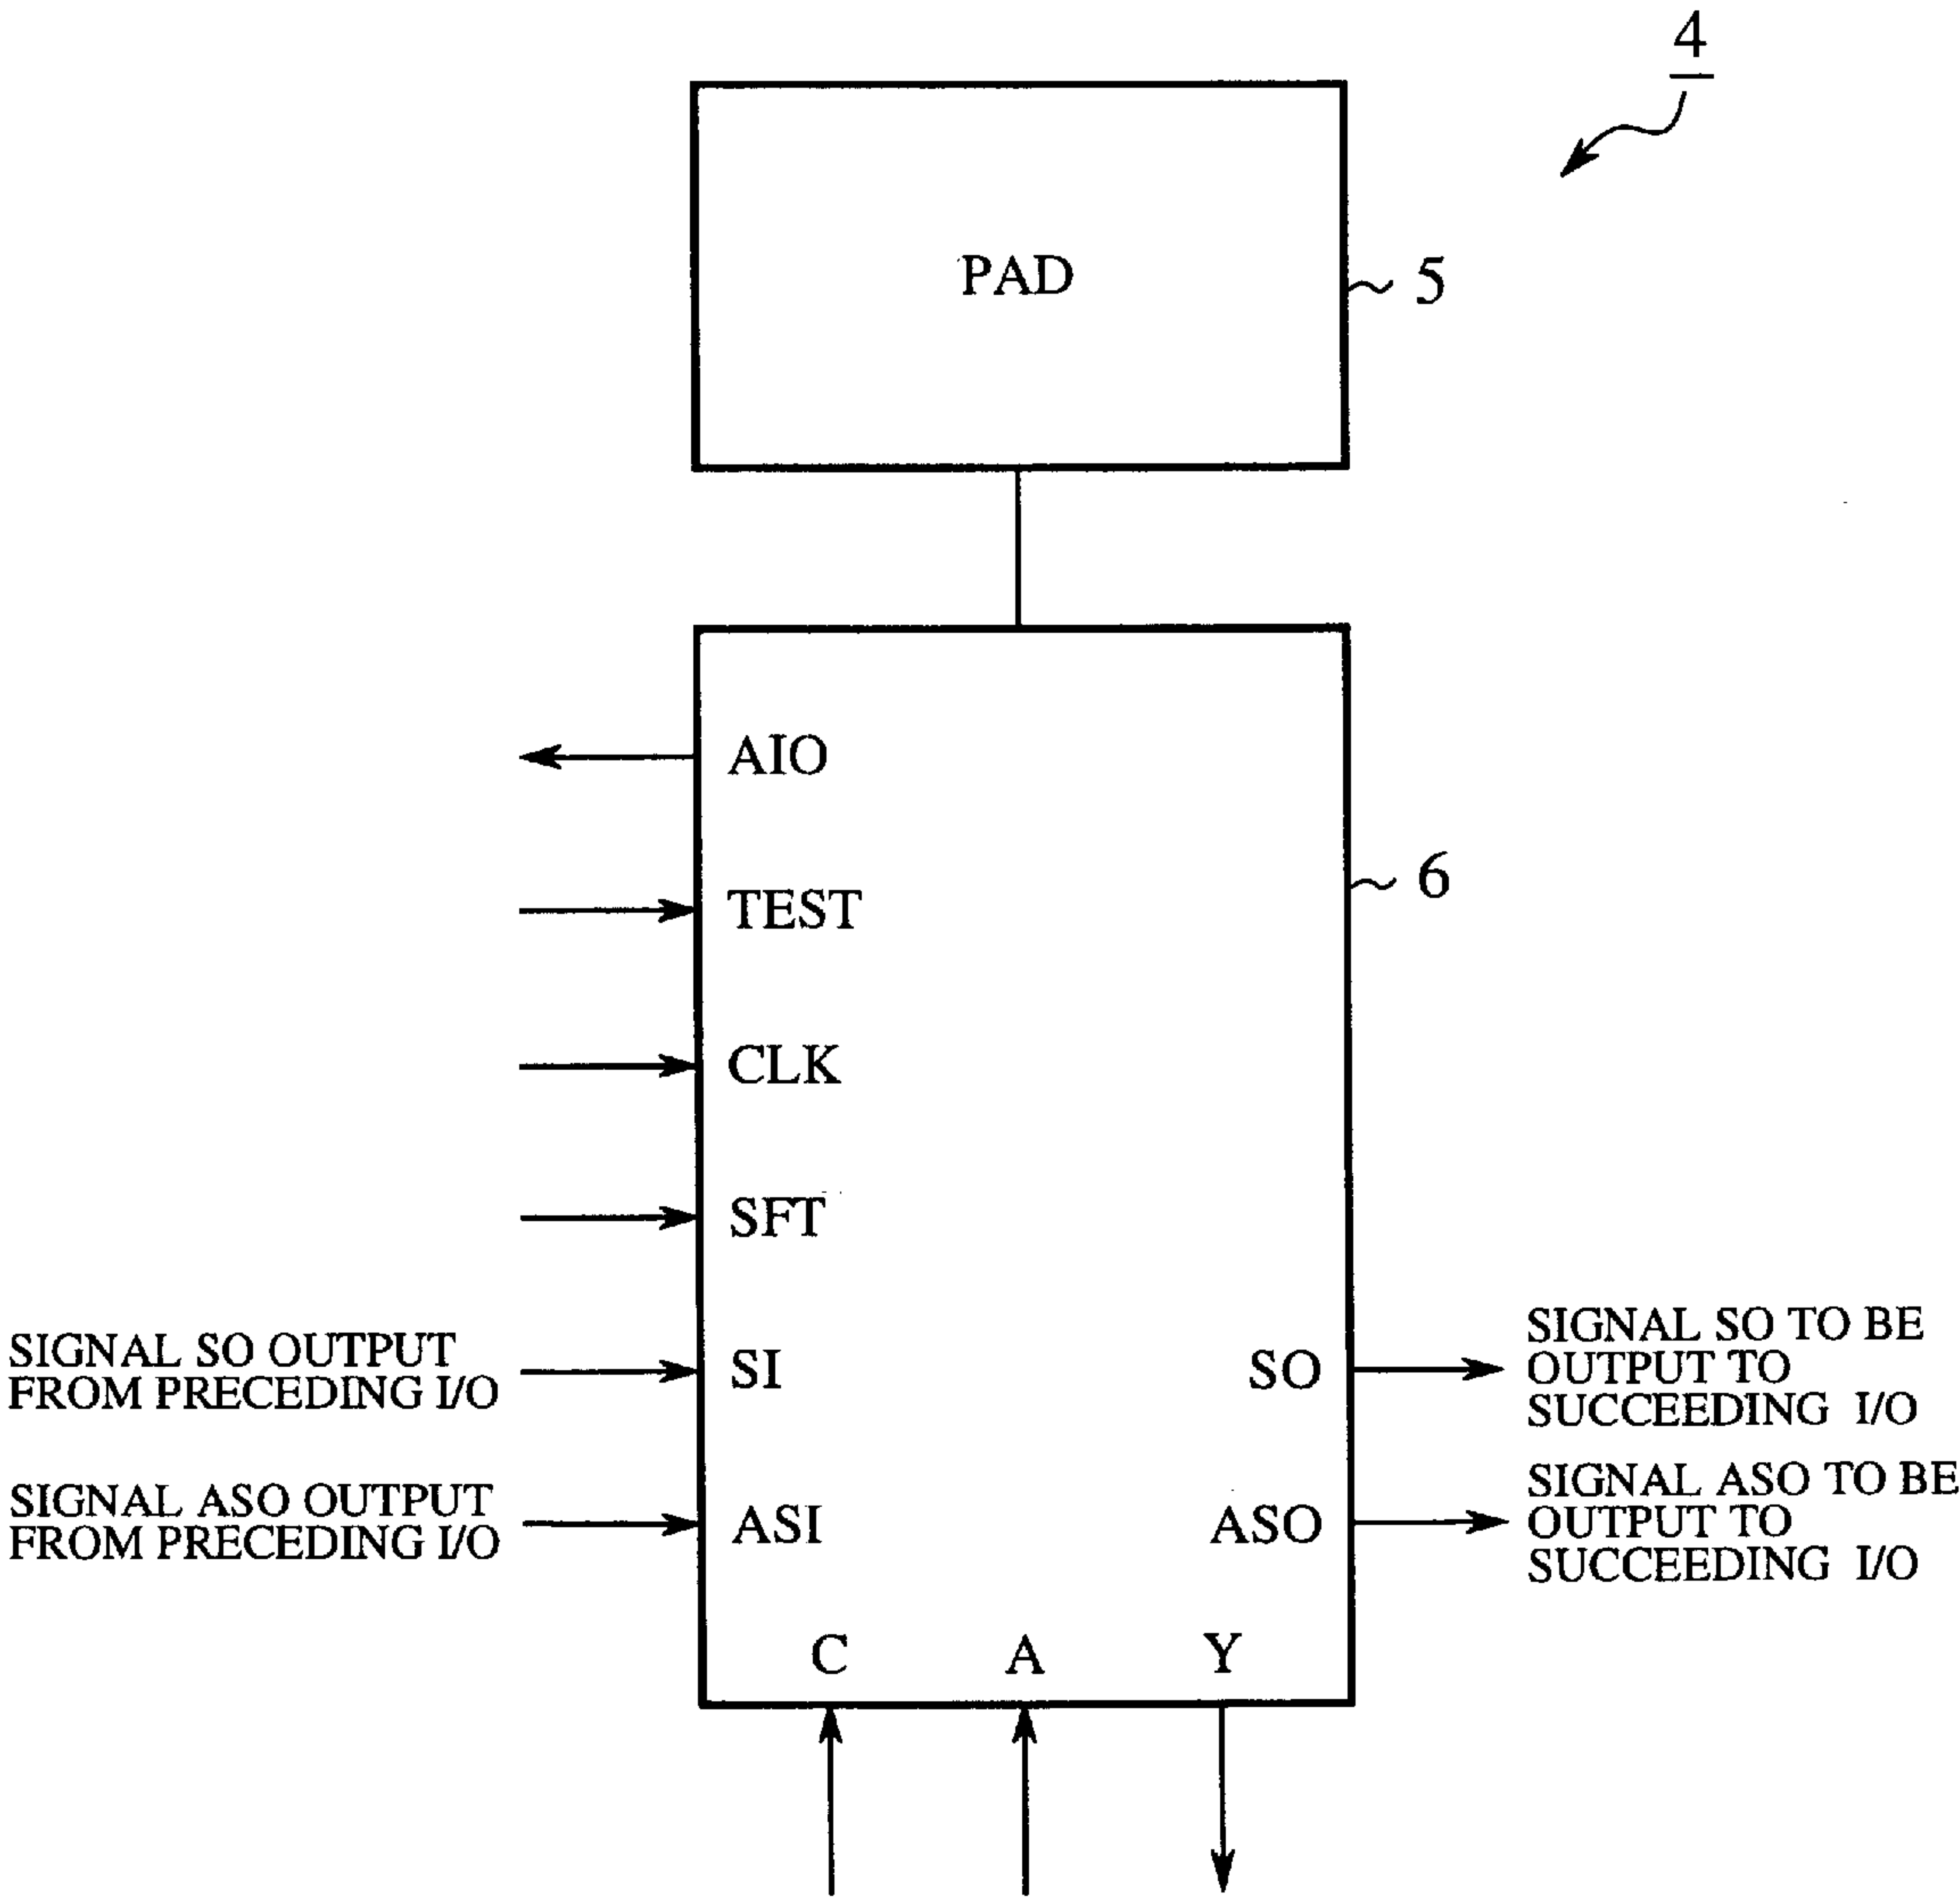 4
PAD
5
AIO
6
TEST
CLK
SFT
SIGNAL SO OUTPUT
FROM PRECEDING I/O
SI
SO
SIGNAL SO TO BE
OUTPUT TO
SUCCEEDING I/O
SIGNAL ASO OUTPUT
FROM PRECEDING I/O
ASI
ASO
SIGNAL ASO TO BE
OUTPUT TO
SUCCEEDING I/O
C
A
Y